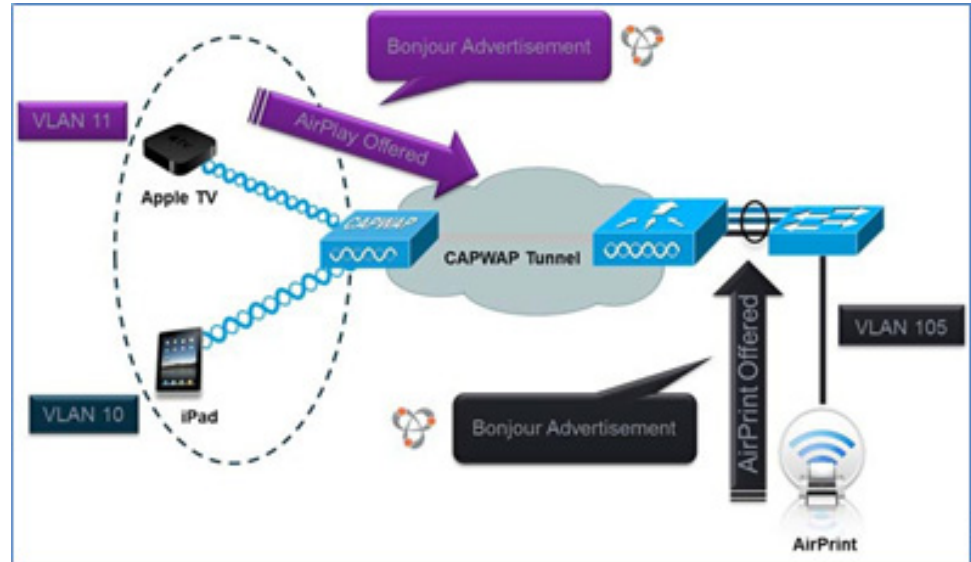 Bonjour Advertisement
VLAN 11
AirPlay Offered
Apple TV
CAPWAP
CAPWAP Tunnel
VLAN 105
AirPrint Offered
iPad
VLAN 10
Bonjour Advertisement
AirPrint